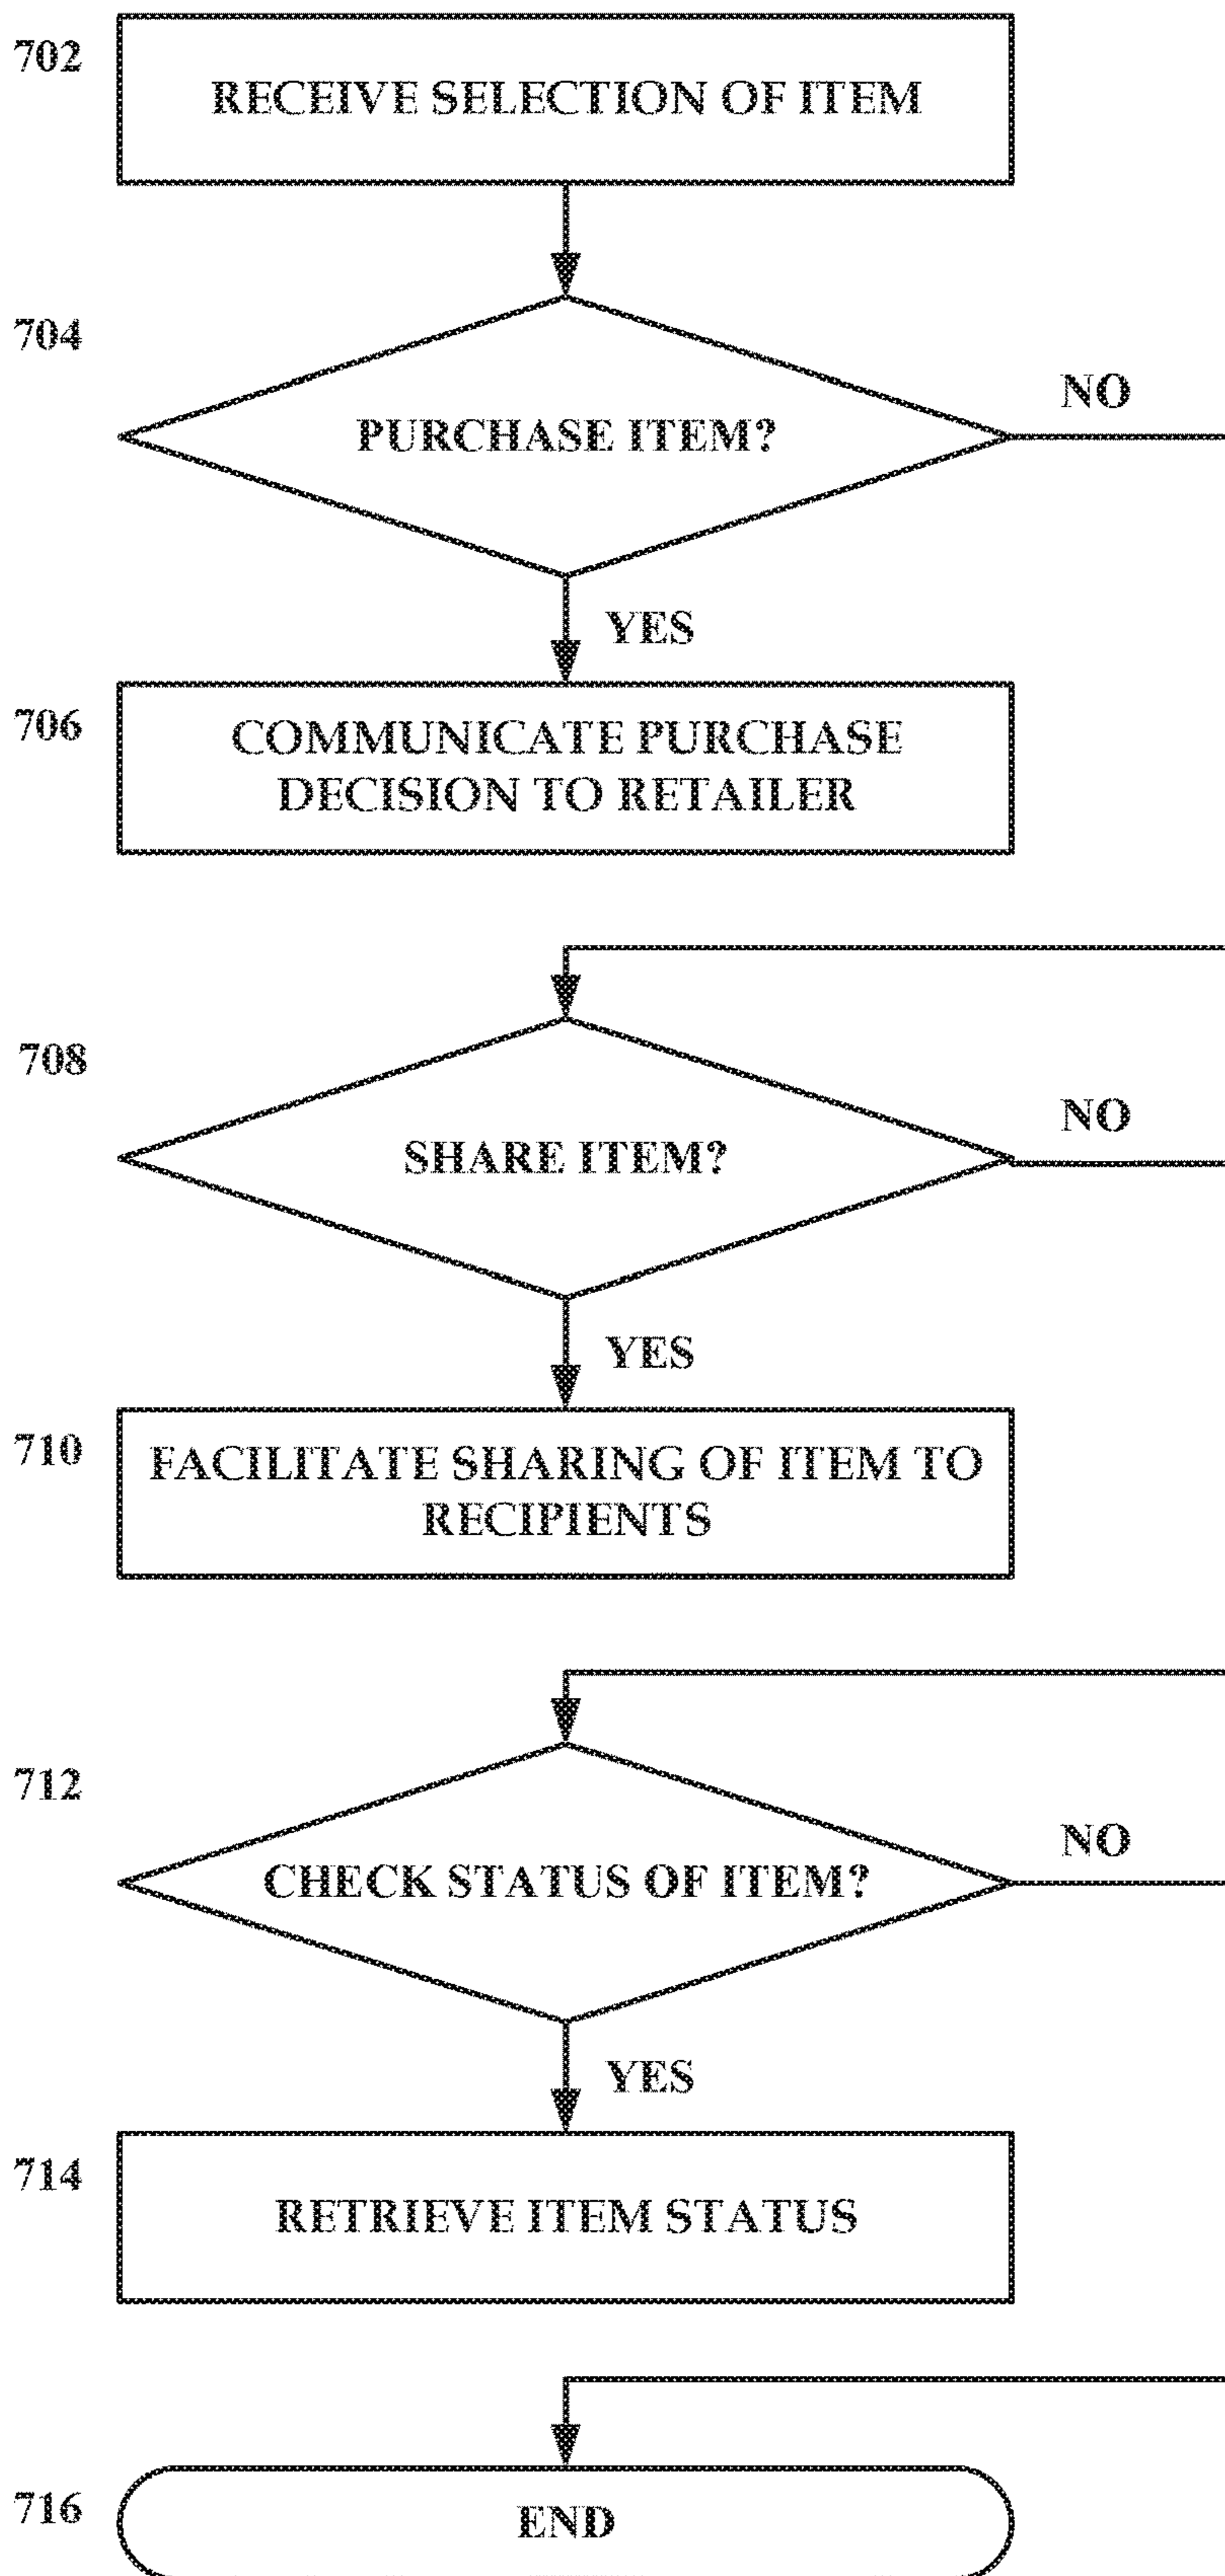 702
RECEIVE SELECTION OF ITEM
704
PURCHASE ITEM?
NO
YES
706
COMMUNICATE PURCHASE
DECISION TO RETAILER
708
SHARE ITEM?
NO
YES
710
FACILITATE SHARING OF ITEM TO
RECIPIENTS
712
CHECK STATUS OF ITEM?
NO
YES
714
RETRIEVE ITEM STATUS
716
END